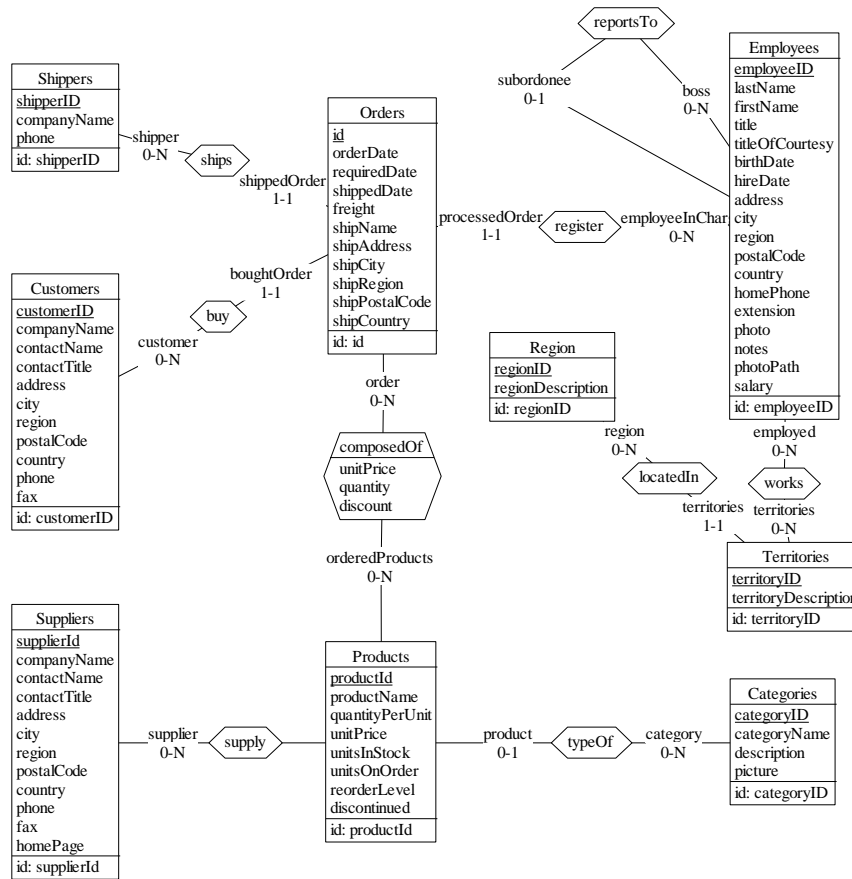 reportsTo
Employees
employeeID
lastName
firstName
title
titleOfCourtesy
birthDate
hireDate
address
city
region
postalCode
country
homePhone
extension
photo
notes
photoPath
salary
id: employeeID
subordonee
0-1
boss
0-N
Shippers
shipperID
companyName
phone
id: shipperID
shipper
0-N
ships
shippedOrder
1-1
Orders
id
orderDate
requiredDate
shippedDate
freight
shipName
shipAddress
shipCity
shipRegion
shipPostalCode
shipCountry
id: id
processedOrder
1-1
register
employeeInCharg
0-N
Customers
customerID
companyName
contactName
contactTitle
address
city
region
postalCode
country
phone
fax
id: customerID
boughtOrder
1-1
buy
customer
0-N
Region
regionID
regionDescription
id: regionID
order
0-N
composedOf
unitPrice
quantity
discount
orderedProducts
0-N
region
0-N
locatedIn
territories
1-1
employed
0-N
works
territories
0-N
Territories
territoryID
territoryDescription
id: territoryID
Suppliers
supplierId
companyName
contactName
contactTitle
address
city
region
postalCode
country
phone
fax
homePage
id: supplierId
supplier
0-N
supply
Products
productId
productName
quantityPerUnit
unitPrice
unitsInStock
unitsOnOrder
reorderLevel
discontinued
id: productId
product
0-1
typeOf
category
0-N
Categories
categoryID
categoryName
description
picture
id: categoryID